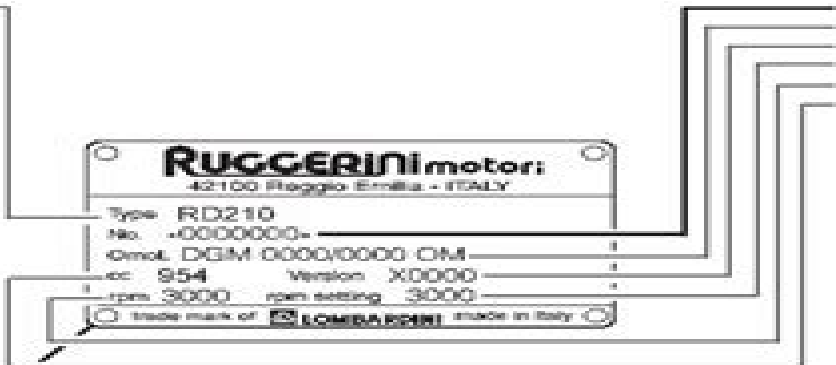 RUGGERINI motori
42100 Reggio Emilia - ITALY
Type RD210
No. -0000000-
Omol. DGM 0000/0000 OM
cc 954 Version X0000
rpm 3000 rpm setting 3000
trade mark of LOMBARDINI made in Italy